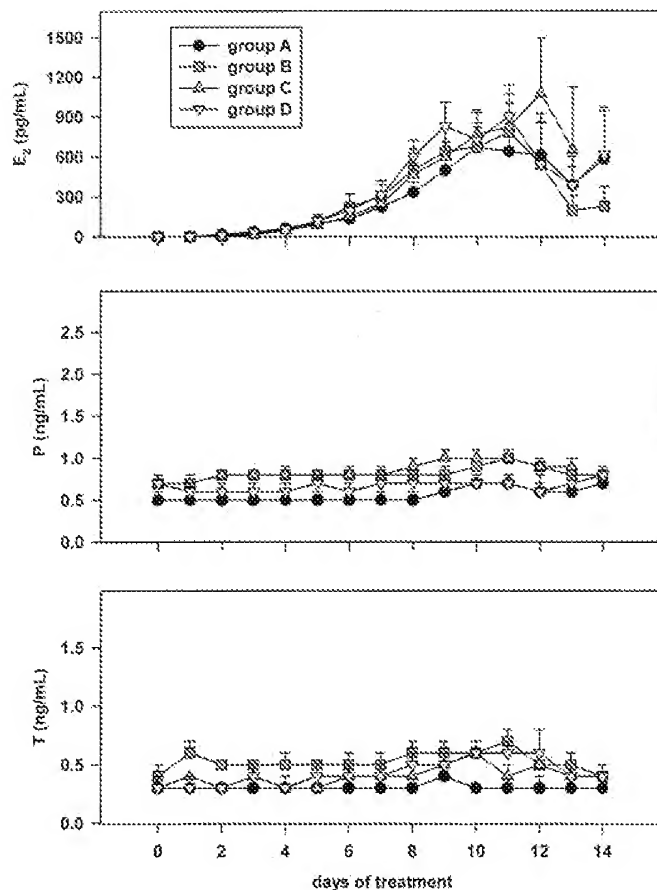 E₂ (pg/mL)
1500
1200
900
600
300
0
group A
group B
group C
group D
P (ng/mL)
2.5
2.0
1.5
1.0
0.5
0.0
T (ng/mL)
1.5
1.0
0.5
0.0
0 2 4 6 8 10 12 14
days of treatment